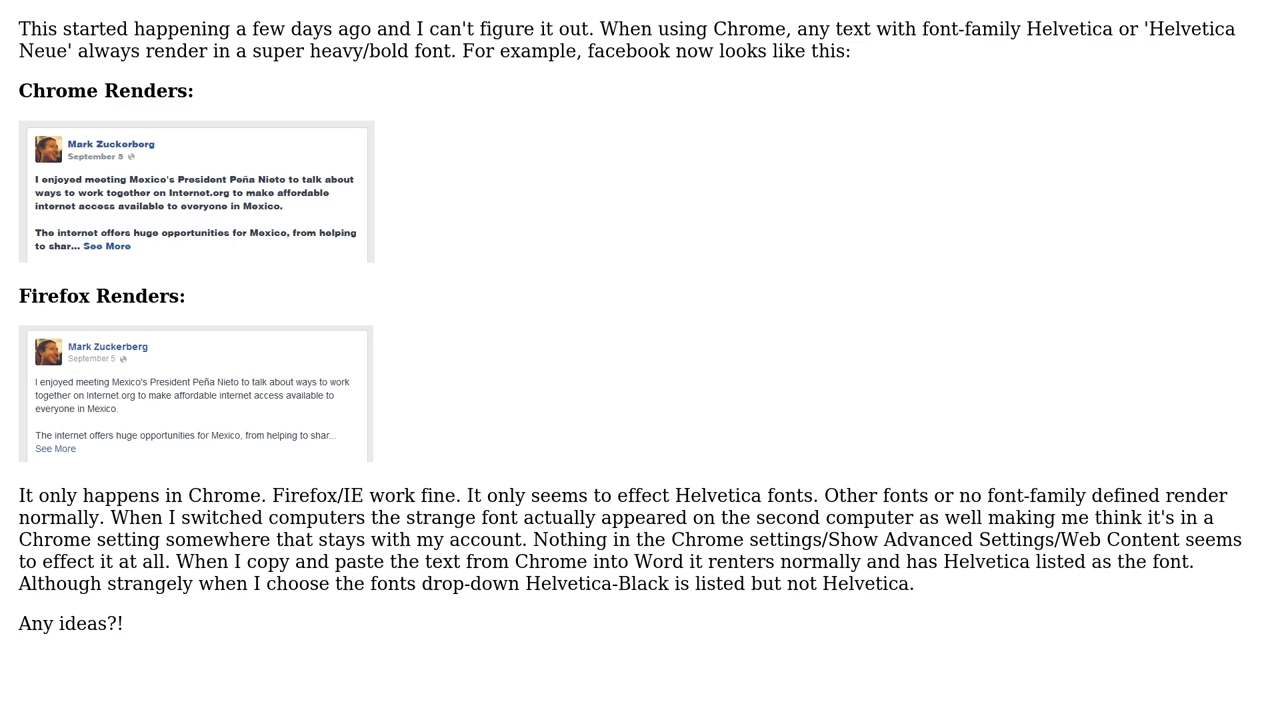 This started happening a few days ago and I can't figure it out. When using Chrome, any text with font-family Helvetica or 'Helvetica
Neue' always render in a super heavy/bold font. For example, facebook now looks like this:
Chrome Renders:
Mark Zuckerberg
September 5
I enjoyed meeting Mexico's President Peña Nieto to talk about
ways to work together on Internet.org to make affordable
internet access available to everyone in Mexico.
The internet offers huge opportunities for Mexico, from helping
to shar... See More
Firefox Renders:
Mark Zuckerberg
September 5
I enjoyed meeting Mexico's President Peña Nieto to talk about ways to work
together on Internet.org to make affordable internet access available to
everyone in Mexico.
The internet offers huge opportunities for Mexico, from helping to shar...
See More
It only happens in Chrome. Firefox/IE work fine. It only seems to effect Helvetica fonts. Other fonts or no font-family defined render
normally. When I switched computers the strange font actually appeared on the second computer as well making me think it's in a
Chrome setting somewhere that stays with my account. Nothing in the Chrome settings/Show Advanced Settings/Web Content seems
to effect it at all. When I copy and paste the text from Chrome into Word it renters normally and has Helvetica listed as the font.
Although strangely when I choose the fonts drop-down Helvetica-Black is listed but not Helvetica.
Any ideas?!